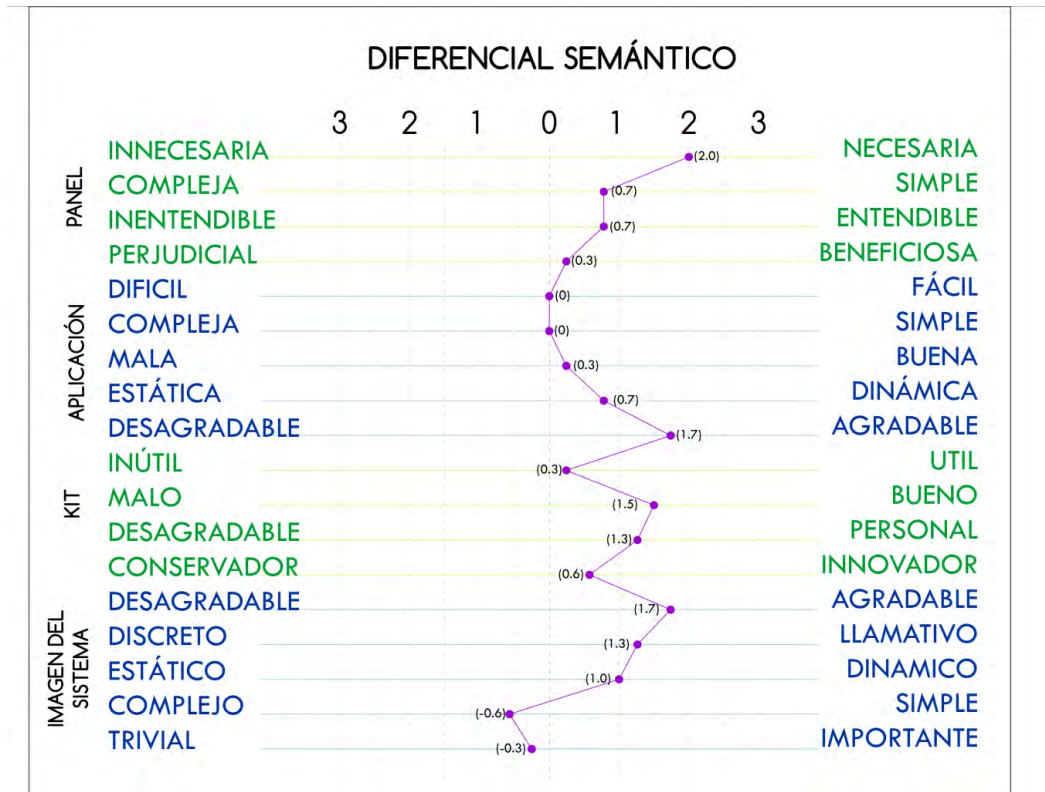 DIFERENCIAL SEMÁNTICO
3 2 1 0 1 2 3
PANEL
INNECESARIA (2.0) NECESARIA
COMPLEJA (0.7) SIMPLE
INENTENDIBLE (0.7) ENTENDIBLE
PERJUDICIAL (0.3) BENEFICIOSA
APLICACIÓN
DIFICIL (0) FÁCIL
COMPLEJA (0) SIMPLE
MALA (0.3) BUENA
ESTÁTICA (0.7) DINÁMICA
DESAGRADABLE (1.7) AGRADABLE
KIT
INÚTIL (0.3) UTIL
MALO (1.5) BUENO
DESAGRADABLE (1.3) PERSONAL
CONSERVADOR (0.6) INNOVADOR
IMAGEN DEL
SISTEMA
DESAGRADABLE (1.7) AGRADABLE
DISCRETO (1.3) LLAMATIVO
ESTÁTICO (1.0) DINAMICO
COMPLEJO (-0.6) SIMPLE
TRIVIAL (-0.3) IMPORTANTE